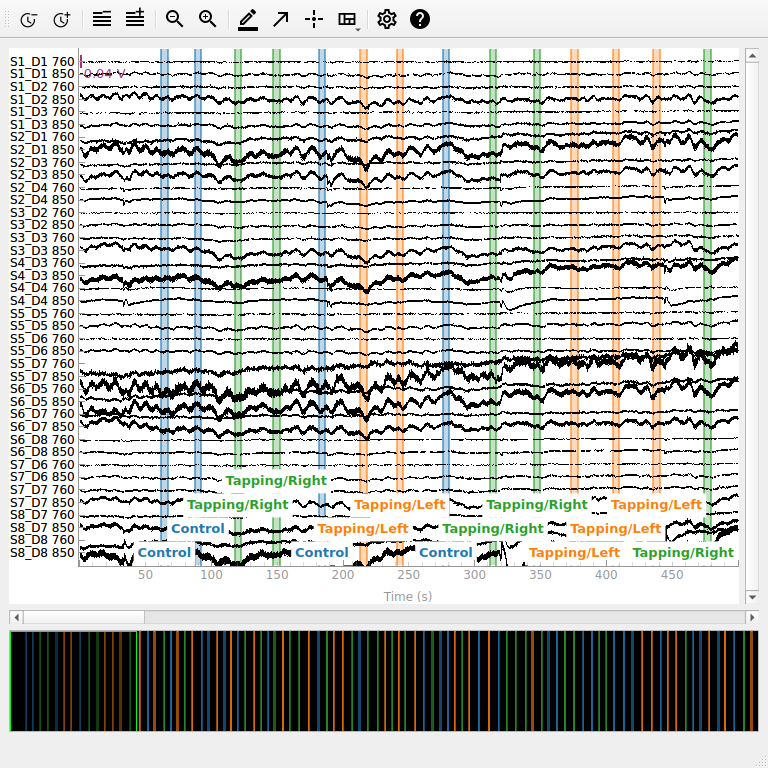 S1_D1 760
0.04 V
S1_D1 850
S1_D2 760
S1_D2 850
S1_D3 760
S1_D3 850
S2_D1 760
S2_D1 850
S2_D3 760
S2_D3 850
S2_D4 760
S2_D4 850
S3_D2 760
S3_D2 850
S3_D3 760
S3_D3 850
S4_D3 760
S4_D3 850
S4_D4 760
S4_D4 850
S5_D5 760
S5_D5 850
S5_D6 760
S5_D6 850
S5_D7 760
S5_D7 850
S6_D5 760
S6_D5 850
S6_D7 760
S6_D7 850
S6_D8 760
S6_D8 850
S7_D6 760
S7_D6 850
Tapping/Right
S7_D7 760
S7_D7 850
Tapping/Right Tapping/Left Tapping/Right Tapping/Left
S8_D7 760
S8_D7 850
Control Tapping/Left Tapping/Right Tapping/Left
S8_D8 760
S8_D8 850
Control Control Control Tapping/Left Tapping/Right
50 100 150 200 250 300 350 400 450
Time (s)